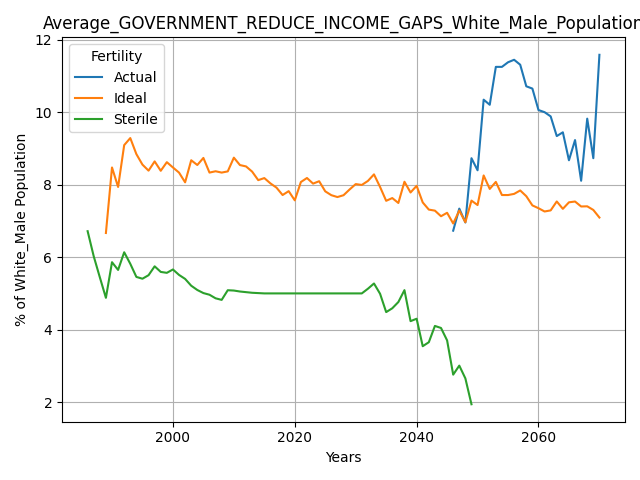 Average_GOVERNMENT_REDUCE_INCOME_GAPS_White_Male_Population
Fertility
Actual
Ideal
Sterile
% of White_Male Population
12
10
8
6
4
2
2000 2020 2040 2060
Years